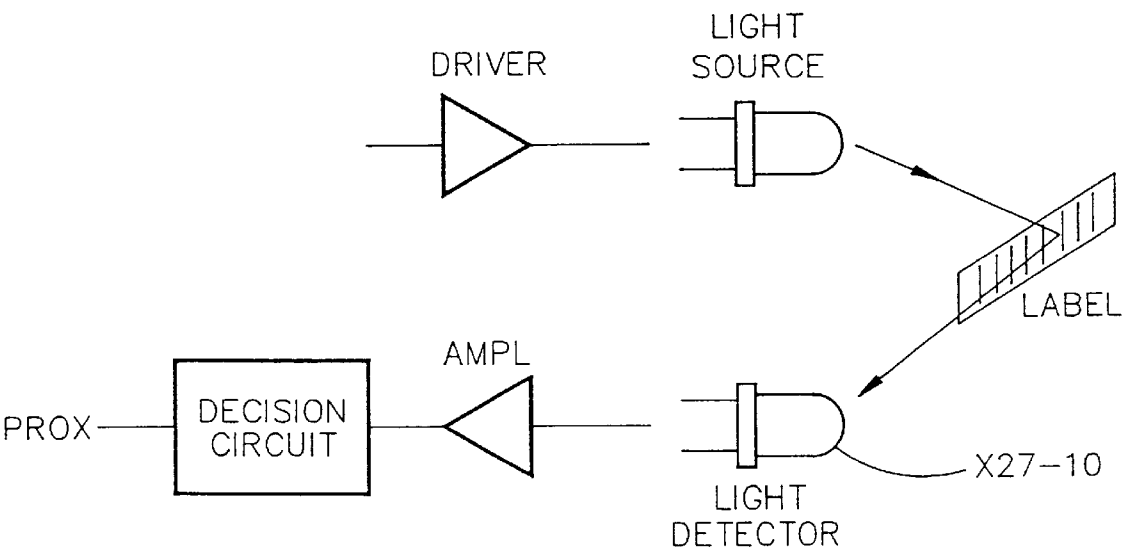 LIGHT
SOURCE
DRIVER
LABEL
AMPL
DECISION
CIRCUIT
PROX
X27-10
LIGHT
DETECTOR